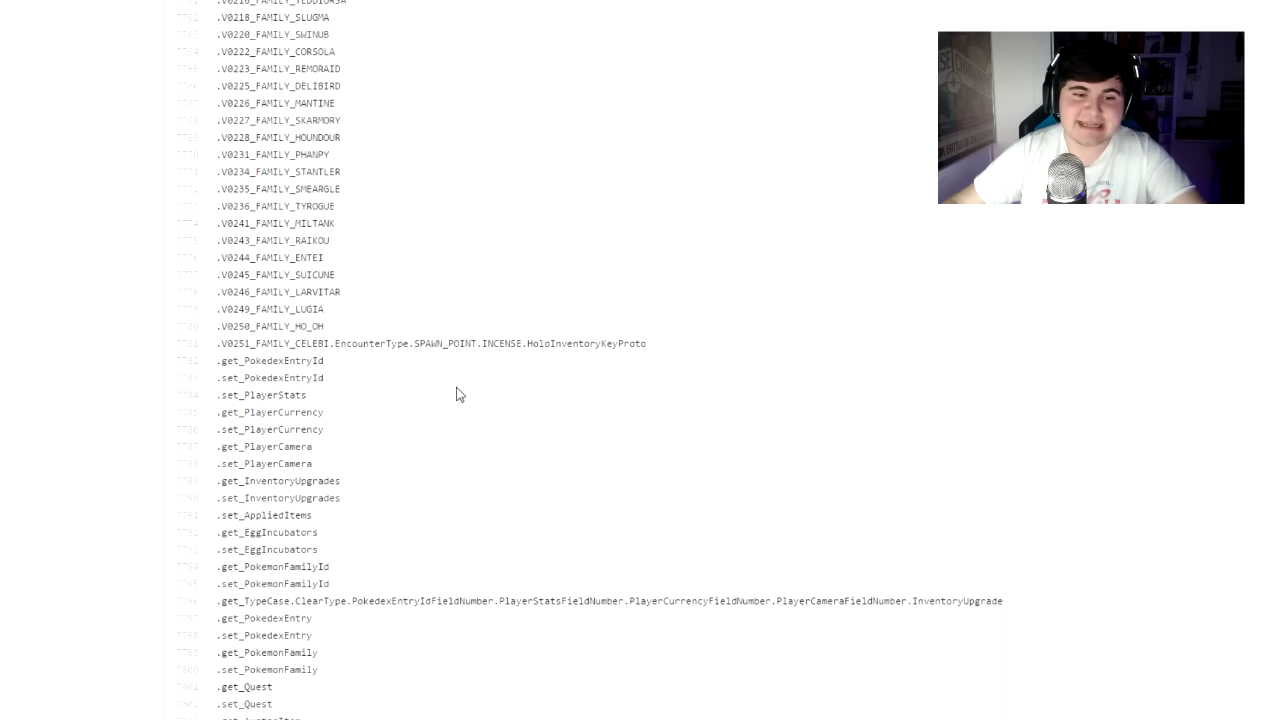 .V0218_FAMILY_SLUGMA
.V0220_FAMILY_SWINUB
.V0222_FAMILY_CORSOLA
.V0223_FAMILY_REMORAID
.V0225_FAMILY_DELIBIRD
.V0226_FAMILY_MANTINE
.V0227_FAMILY_SKARMORY
.V0228_FAMILY_HOUNDOUR
.V0231_FAMILY_PHANPY
.V0234_FAMILY_STANTLER
.V0235_FAMILY_SMEARGLE
.V0236_FAMILY_TYROGUE
.V0241_FAMILY_MILTANK
.V0243_FAMILY_RAIKOU
.V0244_FAMILY_ENTEI
.V0245_FAMILY_SUICUNE
.V0246_FAMILY_LARVITAR
.V0249_FAMILY_LUGIA
.V0250_FAMILY_HO_OH
.V0251_FAMILY_CELEBI.EncounterType.SPAWN_POINT.INCENSE.HoloInventoryKeyProto
.get_PokedexEntryId
.set_PokedexEntryId
.set_PlayerStats
.get_PlayerCurrency
.set_PlayerCurrency
.get_PlayerCamera
.set_PlayerCamera
.get_InventoryUpgrades
.set_InventoryUpgrades
.set_AppliedItems
.get_EggIncubators
.set_EggIncubators
.get_PokemonFamilyId
.set_PokemonFamilyId
.get_TypeCase.ClearType.PokedexEntryIdFieldNumber.PlayerStatsFieldNumber.PlayerCurrencyFieldNumber.PlayerCameraFieldNumber.InventoryUpgrade
.get_PokedexEntry
.set_PokedexEntry
.get_PokemonFamily
.set_PokemonFamily
.get_Quest
.set_Quest